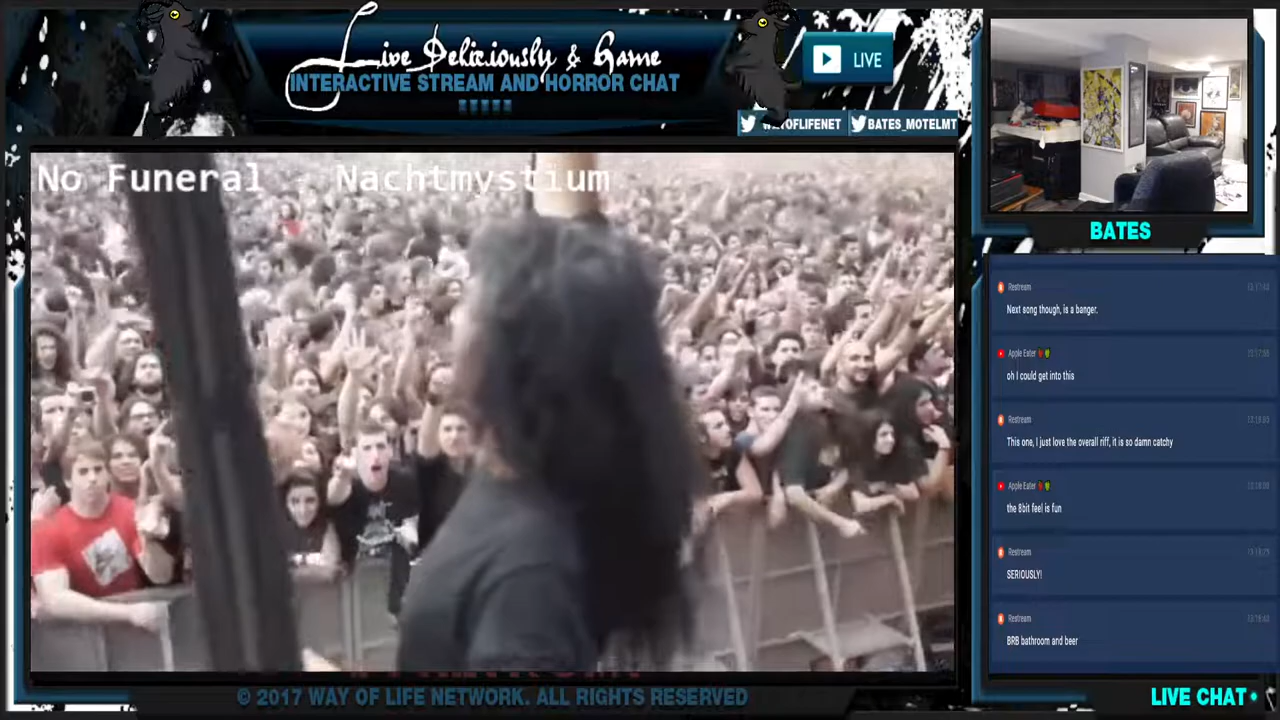 Live Deliciously & Game
INTERACTIVE STREAM AND HORROR CHAT
LIVE
WAYOFLIFENET
BATES_MOTELMT
No Funeral - Nachtmystium
BATES
Restream
Next song though, is a banger.
Apple Eater
oh I could get into this
Restream
This one, I just love the overall riff, it is so damn catchy
Apple Eater
the 8bit feel is fun
Restream
SERIOUSLY!
Restream
BRB bathroom and beer
© 2017 WAY OF LIFE NETWORK. ALL RIGHTS RESERVED
LIVE CHAT